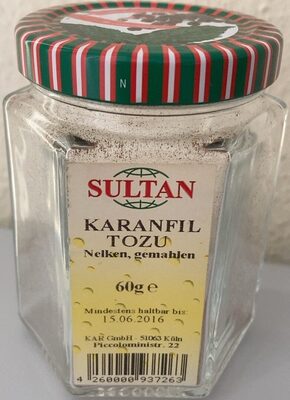 N
SULTAN
KARANFIL
TOZU
Nelken, gemahlen
60g e
Mindestens haltbar bis:
15.06.2016
KAR GmbH - 51063 Köln
Piccoloministr. 22
4 260000 937263